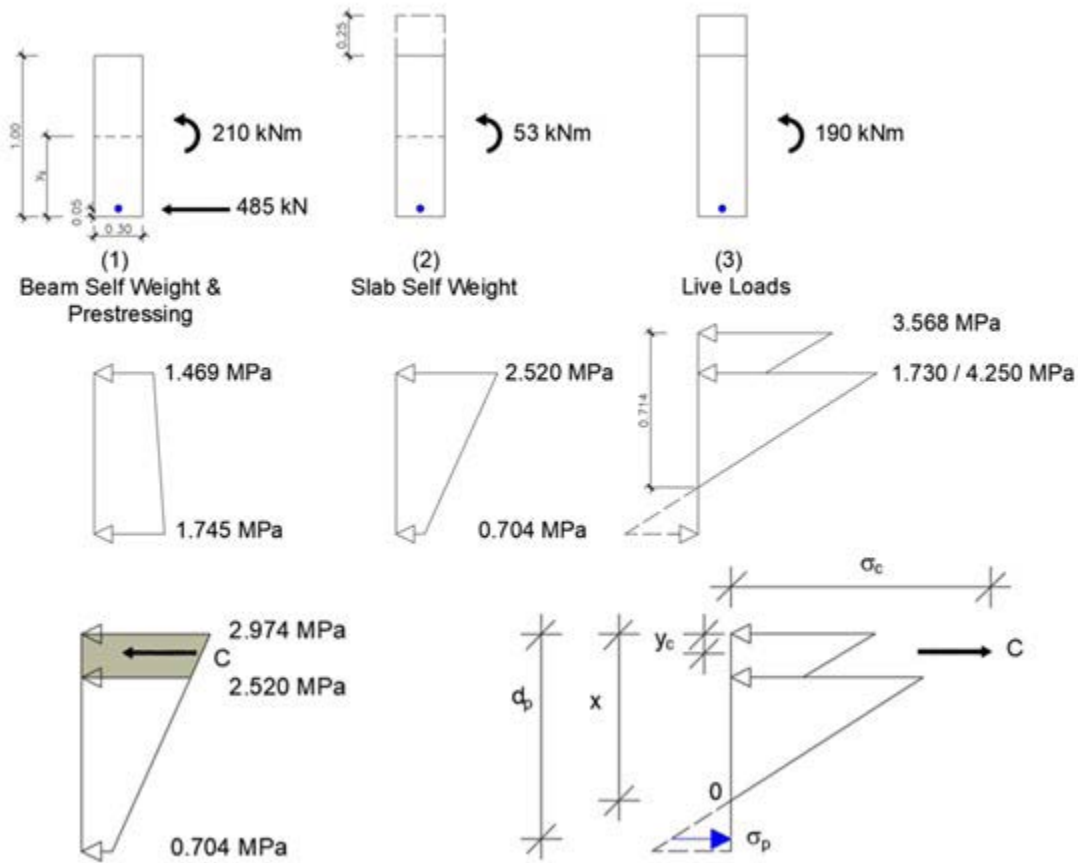 0.25
210 kNm
53 kNm
190 kNm
1.00
0.05
485 kN
0.30
(1)
Beam Self Weight &
Prestressing
(2)
Slab Self Weight
(3)
Live Loads
3.568 MPa
1.469 MPa
2.520 MPa
1.730 / 4.250 MPa
0.714
1.745 MPa
0.704 MPa
σc
2.974 MPa
C
2.520 MPa
yc
C
dp
x
0
0.704 MPa
σp